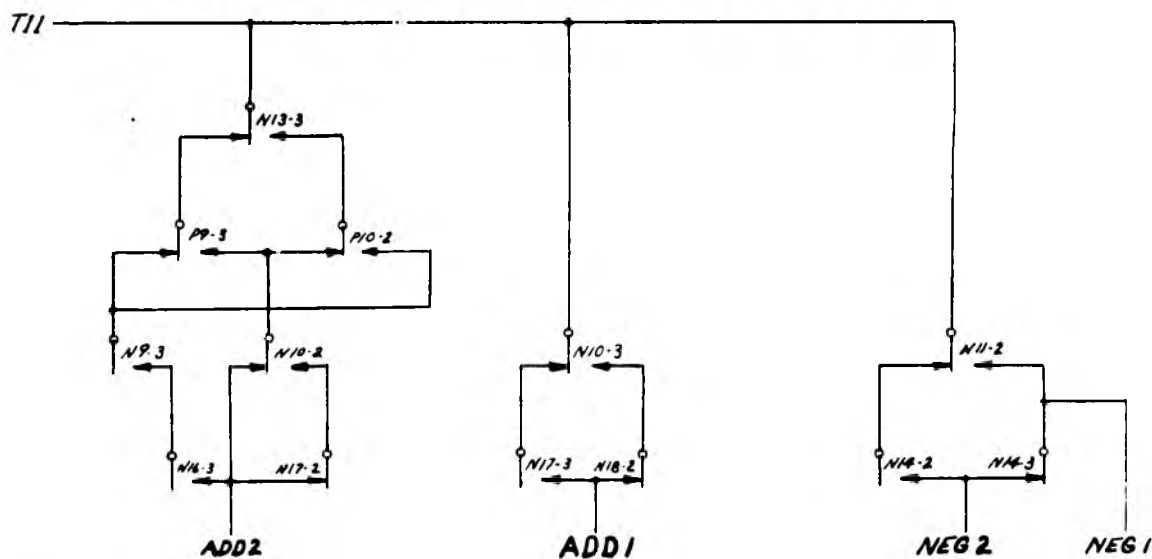 T11
N13-3
P9-3 P10-2
N9-3 N10-2 N10-3 N11-2
N16-3 N17-2 N17-3 N18-2 N14-2 N14-3
ADD2 ADD1 NEG2 NEG1